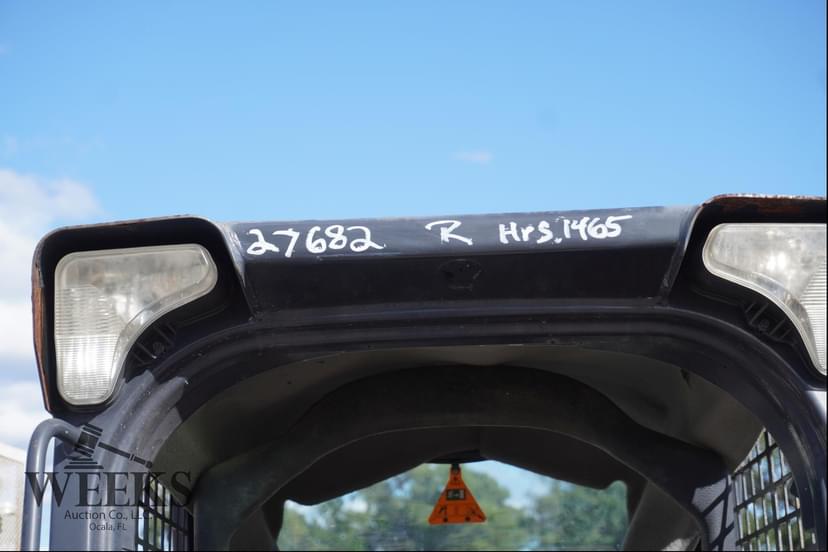 27682 R Hrs.1465
WEEKS
Auction Co., LLC.
Ocala, FL